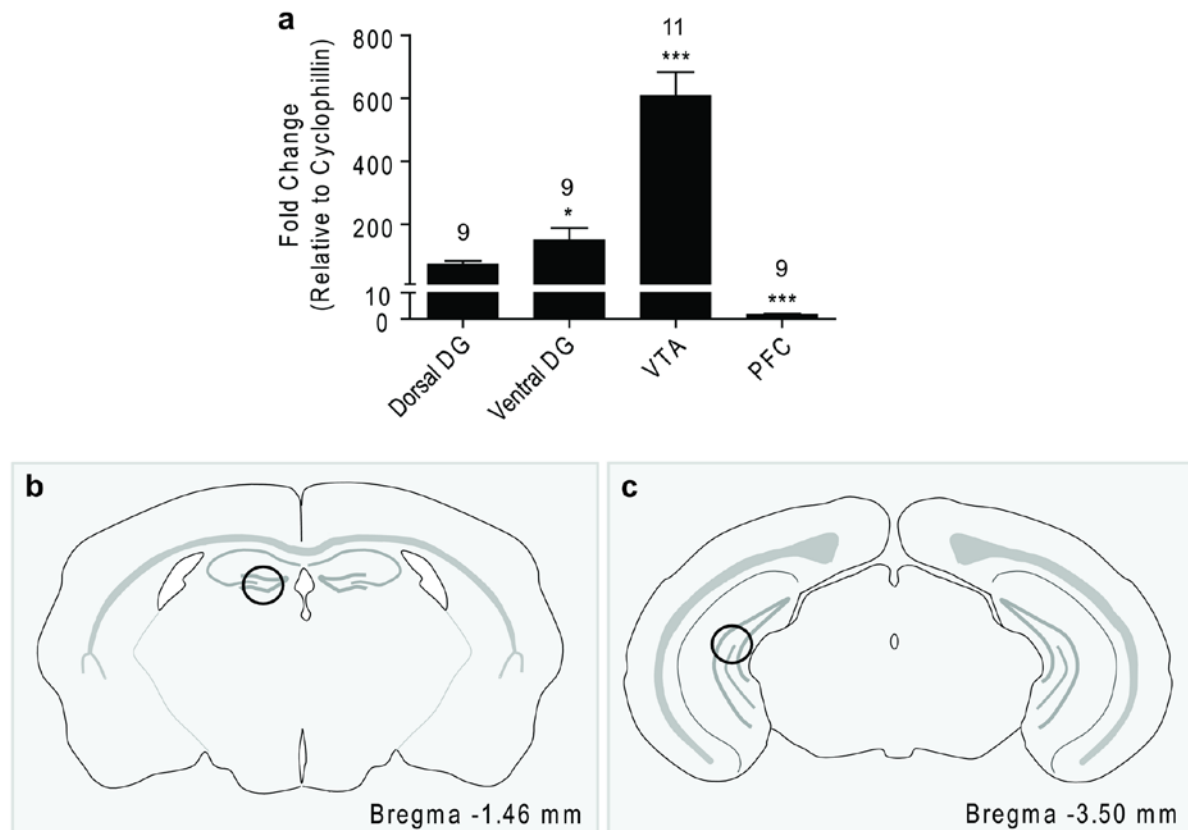 a
Fold Change
(Relative to Cyclophillin)
800
600
400
200
10
0
9
9
*
11
***
9
***
Dorsal DG
Ventral DG
VTA
PFC
b
Bregma -1.46 mm
c
Bregma -3.50 mm